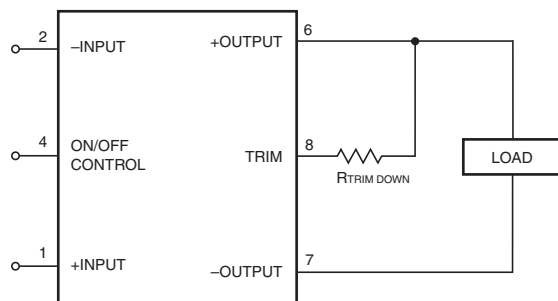 2 –INPUT +OUTPUT 6
4 ON/OFF CONTROL TRIM 8
RTRIM DOWN
LOAD
1 +INPUT –OUTPUT 7